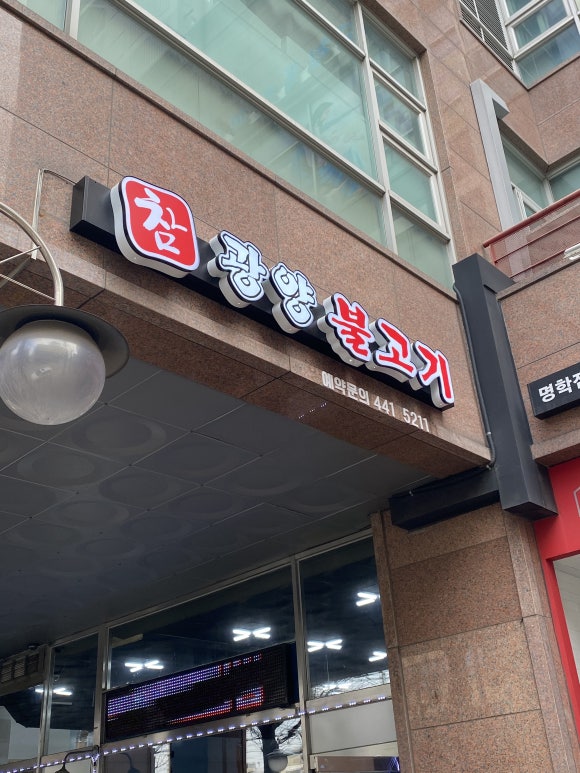 참 광양 불고기
예약문의 441 5211
명학